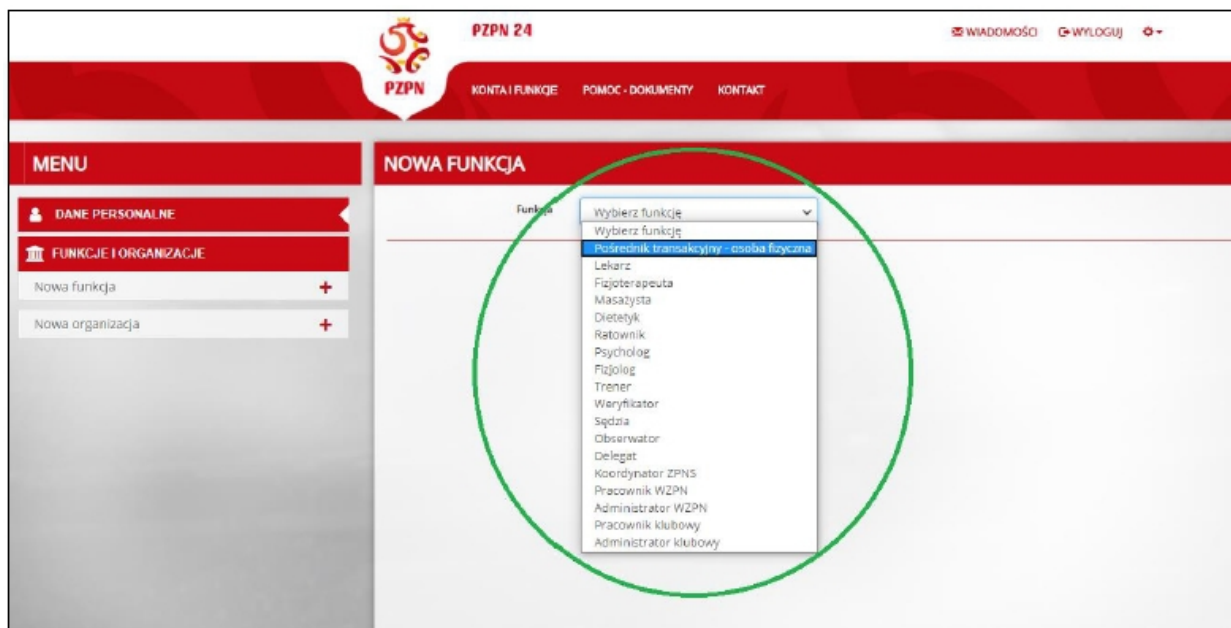 PZPN 24
WIADOMOŚCI WYLOGUJ
PZPN
KONTA I FUNKCJE POMOC - DOKUMENTY KONTAKT
MENU
NOWA FUNKCJA
DANE PERSONALNE
FUNKCJE I ORGANIZACJE
Nowa funkcja +
Nowa organizacja +
Funkcja Wybierz funkcję
Wybierz funkcję
Pośrednik transakcyjny - osoba fizyczna
Lekarz
Fizjoterapeuta
Masażysta
Dietetyk
Ratownik
Psycholog
Fizjolog
Trener
Weryfikator
Sędzia
Obserwator
Delegat
Koordynator ZPNS
Pracownik WZPN
Administrator WZPN
Pracownik klubowy
Administrator klubowy